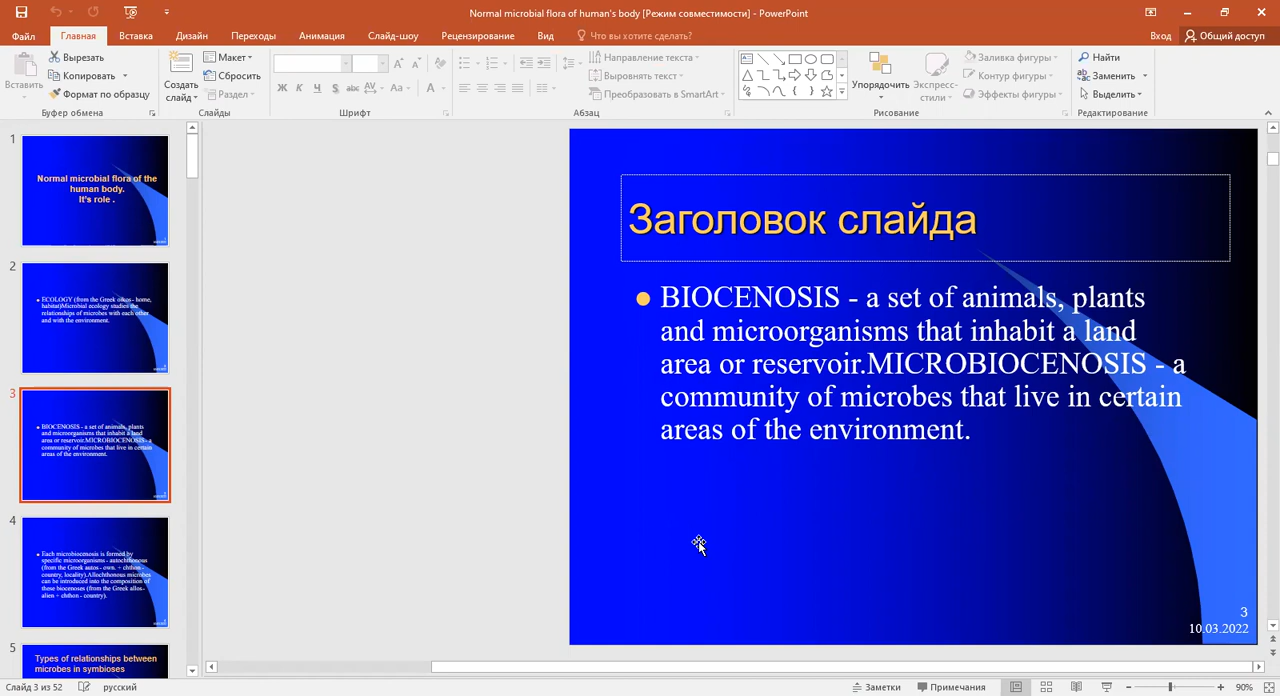 Normal microbial flora of human's body [Режим совместимости] - PowerPoint
Файл Главная Вставка Дизайн Переходы Анимация Слайд-шоу Рецензирование Вид Что вы хотите сделать? Вход Общий доступ
Вставить
Вырезать
Копировать
Формат по образцу
Буфер обмена
Создать слайд
Макет
Сбросить
Раздел
Слайды
Ж К Ч S abc AV Aa A
Шрифт
Направление текста
Выровнять текст
Преобразовать в SmartArt
Абзац
Упорядочить
Экспресс-стили
Заливка фигуры
Контур фигуры
Эффекты фигуры
Рисование
Найти
Заменить
Выделить
Редактирование
1
Normal microbial flora of the
human body.
It's role .
2
ECOLOGY (from the Greek oikos- home,
habitat)Microbial ecology studies the
relationships of microbes with each other
and with the environment.
3
BIOCENOSIS - a set of animals, plants
and microorganisms that inhabit a land
area or reservoir.MICROBIOCENOSIS - a
community of microbes that live in certain
areas of the environment.
4
Each microbiocenosis is formed by
specific microorganisms - autochthonous
(from the Greek autos - own. + chthon -
country, locality).Allochthonous microbes
can be introduced into the composition of
these biocenoses (from the Greek allos-
alien + chthon - country).
5
Types of relationships between
microbes in symbioses
Заголовок слайда
BIOCENOSIS - a set of animals, plants
and microorganisms that inhabit a land
area or reservoir.MICROBIOCENOSIS - a
community of microbes that live in certain
areas of the environment.
3
10.03.2022
Слайд 3 из 52 русский Заметки Примечания 90%